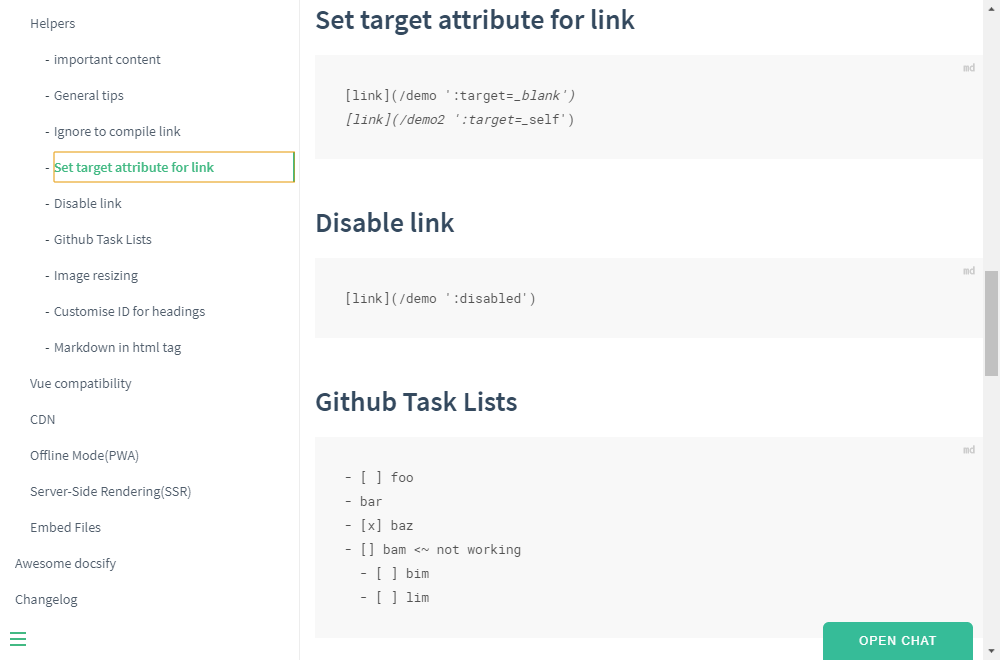 Helpers
- important content
- General tips
- Ignore to compile link
- Set target attribute for link
- Disable link
- Github Task Lists
- Image resizing
- Customise ID for headings
- Markdown in html tag
Vue compatibility
CDN
Offline Mode(PWA)
Server-Side Rendering(SSR)
Embed Files
Awesome docsify
Changelog
Set target attribute for link
md
[link](/demo ':target=_blank')
[link](/demo2 ':target=_self')
Disable link
md
[link](/demo ':disabled')
Github Task Lists
md
- [ ] foo
- bar
- [x] baz
- [] bam <~ not working
  - [ ] bim
  - [ ] lim
OPEN CHAT